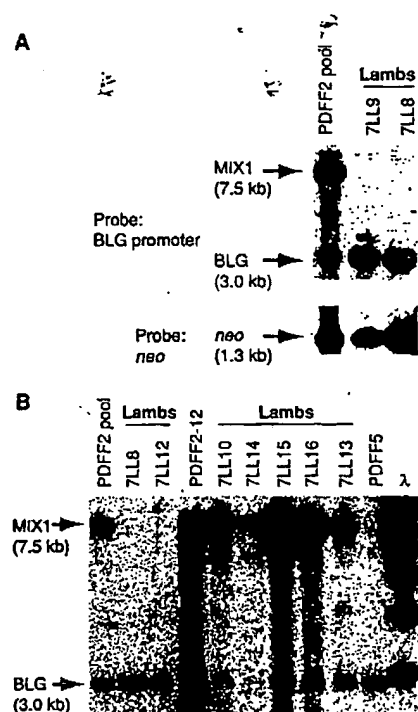 A
PDFF2 pool
Lambs
7LL9
7LL8
MIX1
(7.5 kb)
Probe:
BLG promoter
BLG
(3.0 kb)
Probe:
neo
neo
(1.3 kb)
B
PDFF2 pool
Lambs
7LL8
7LL12
PDFF2-12
Lambs
7LL10
7LL14
7LL15
7LL16
7LL13
PDFF5
λ
MIX1
(7.5 kb)
BLG
(3.0 kb)